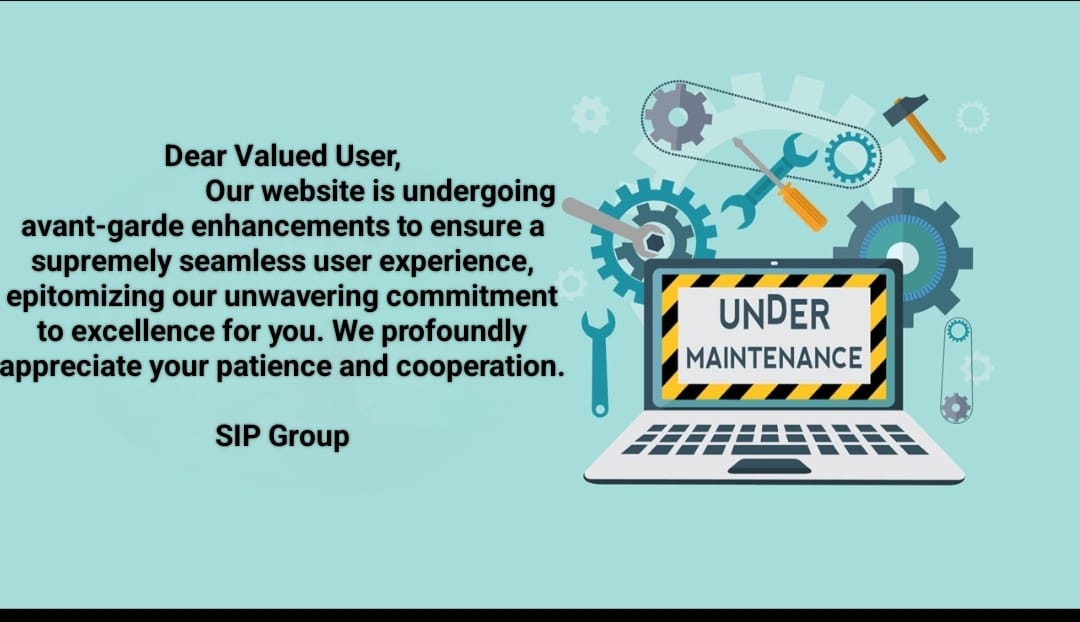 Dear Valued User,
Our website is undergoing
avant-garde enhancements to ensure a
supremely seamless user experience,
epitomizing our unwavering commitment
to excellence for you. We profoundly
appreciate your patience and cooperation.
SIP Group
UNDER
MAINTENANCE